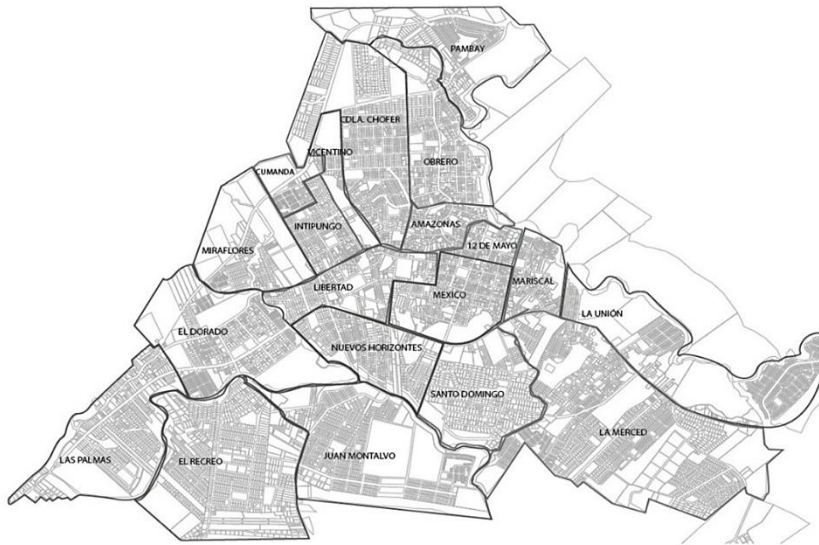 PAMBAY
CDLA. CHOFER
VICENTINO
OBRERO
CUMANDA
AMAZONAS
INTIPUNGO
12 DE MAYO
MIRAFLORES
MARISCAL
LIBERTAD
MEXICO
LA UNIÓN
EL DORADO
NUEVOS HORIZONTES
SANTO DOMINGO
LA MERCED
JUAN MONTALVO
LAS PALMAS
EL RECREO